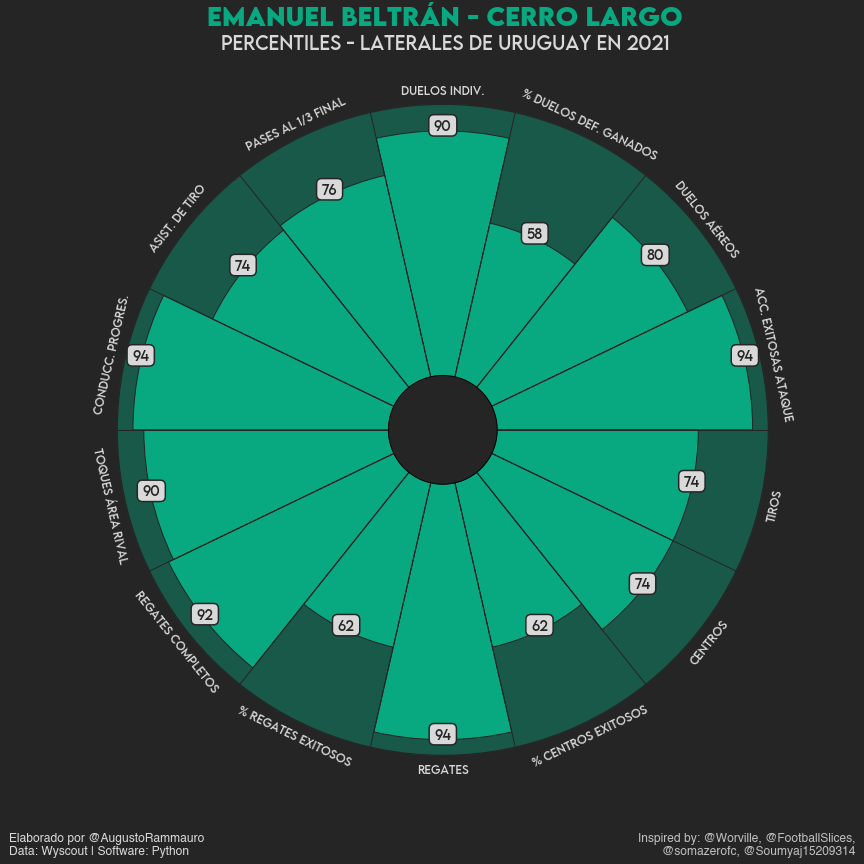 EMANUEL BELTRÁN - CERRO LARGO
PERCENTILES - LATERALES DE URUGUAY EN 2021
DUELOS INDIV.
90
% DUELOS DEF. GANADOS
58
DUELOS AÉREOS
80
ACC. EXITOSAS ATAQUE
94
TIROS
74
CENTROS
74
% CENTROS EXITOSOS
62
REGATES
94
% REGATES EXITOSOS
62
REGATES COMPLETOS
92
TOQUES ÁREA RIVAL
90
CONDUCC. PROGRES.
94
ASIST. DE TIRO
74
PASES AL 1/3 FINAL
76
Elaborado por @AugustoRammauro
Data: Wyscout | Software: Python
Inspired by: @Worville, @FootballSlices,
@somazerofc, @Soumyaj15209314